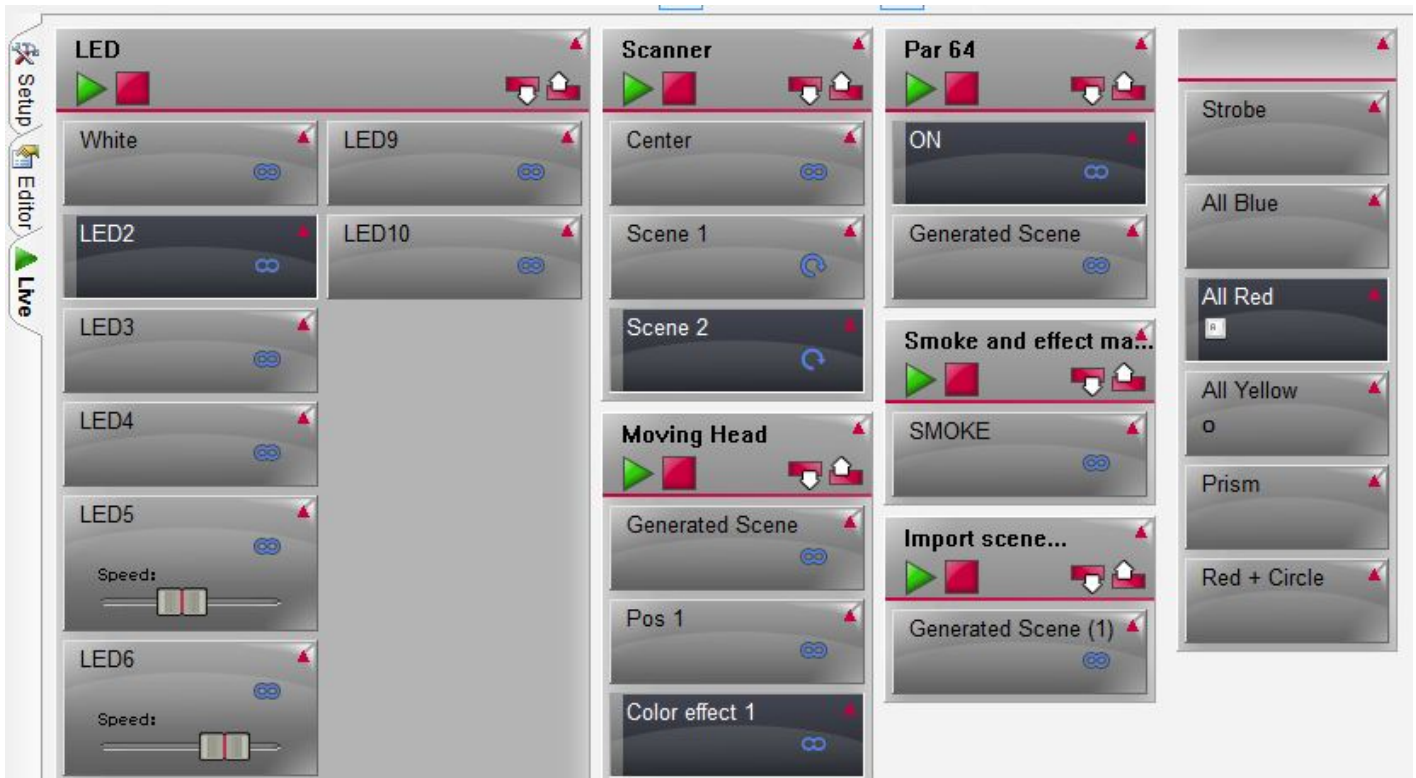 Setup
Editor
Live
LED
White
LED2
LED3
LED4
LED5
Speed:
LED6
Speed:
LED9
LED10
Scanner
Center
Scene 1
Scene 2
Moving Head
Generated Scene
Pos 1
Color effect 1
Par 64
ON
Generated Scene
Smoke and effect ma...
SMOKE
Import scene...
Generated Scene (1)
Strobe
All Blue
All Red
All Yellow
o
Prism
Red + Circle